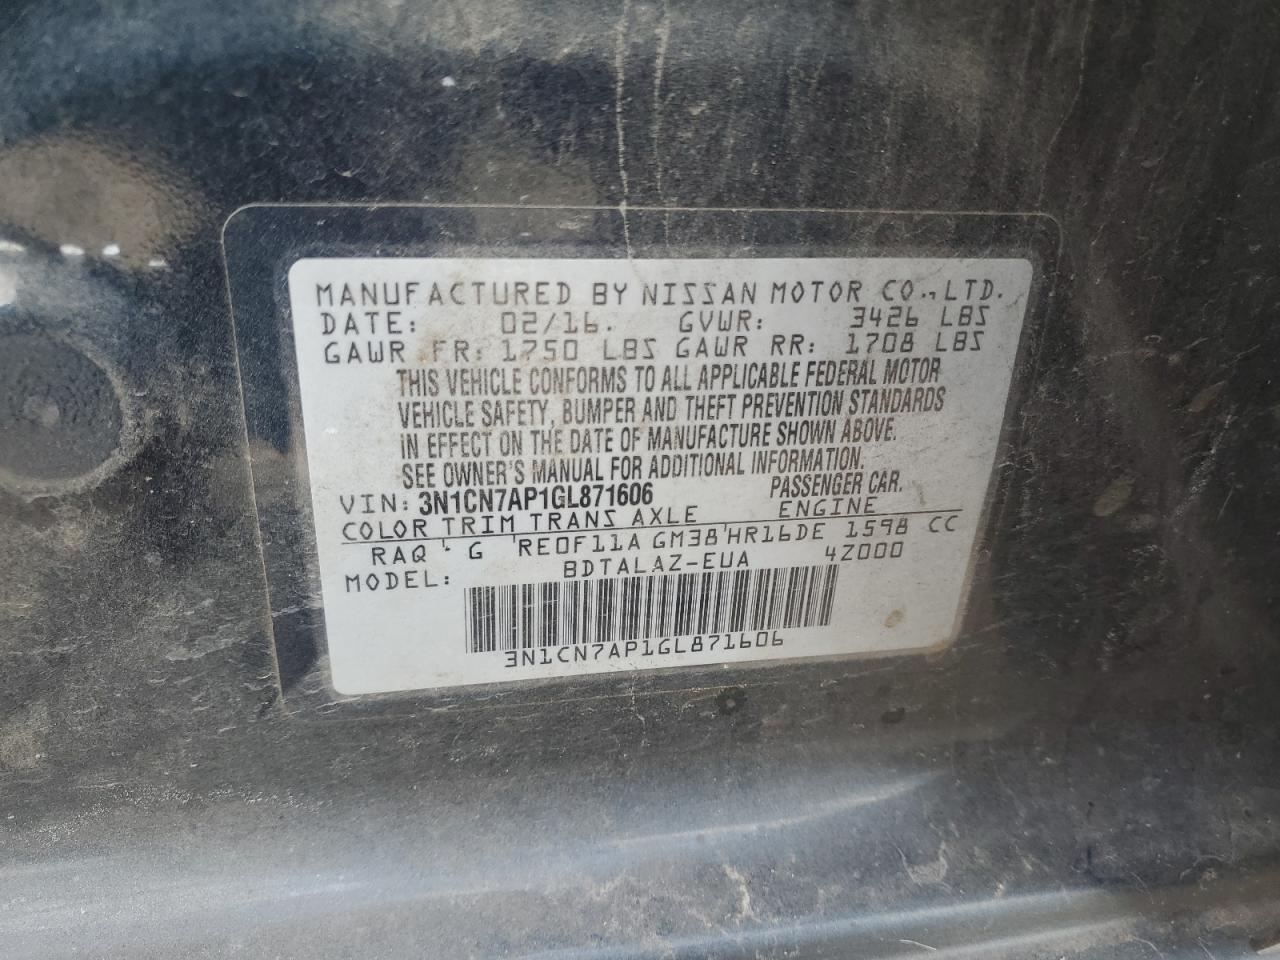 MANUFACTURED BY NISSAN MOTOR CO., LTD.
DATE: 02/16. GVWR: 3426 LBS
GAWR FR: 1750 LBS GAWR RR: 1708 LBS
THIS VEHICLE CONFORMS TO ALL APPLICABLE FEDERAL MOTOR
VEHICLE SAFETY, BUMPER AND THEFT PREVENTION STANDARDS
IN EFFECT ON THE DATE OF MANUFACTURE SHOWN ABOVE.
SEE OWNER'S MANUAL FOR ADDITIONAL INFORMATION.
VIN: 3N1CN7AP1GL871606 PASSENGER CAR.
COLOR TRIM TRANS AXLE ENGINE
RAQ ' G 'RE0F11A GM38'HR16DE 1598 CC
MODEL: BDTALAZ-EUA 4Z000
3N1CN7AP1GL871606